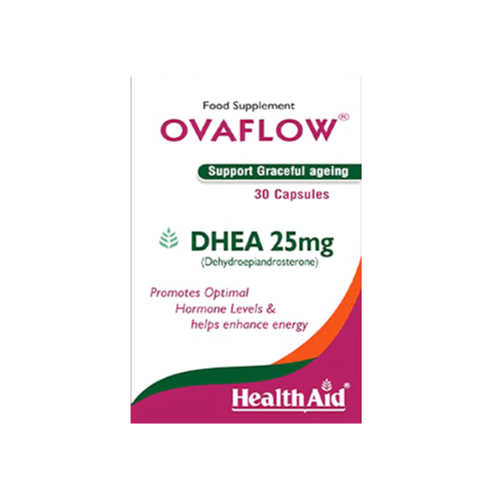 Food Supplement
OVAFLOW®
Support Graceful ageing
30 Capsules
DHEA 25mg
(Dehydroepiandrosterone)
Promotes Optimal
Hormone Levels &
helps enhance energy
HealthAid®